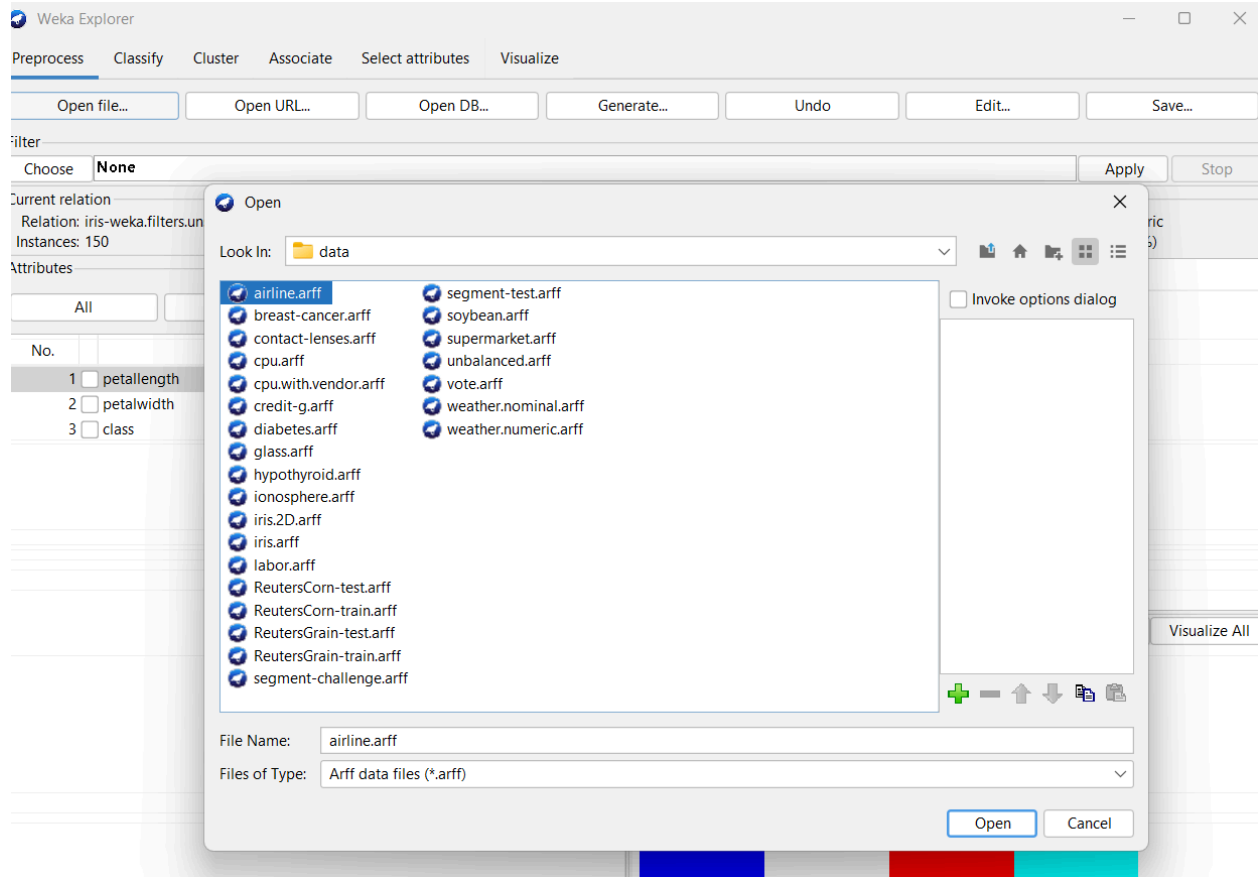 Weka Explorer
Preprocess Classify Cluster Associate Select attributes Visualize
Open file... Open URL... Open DB... Generate... Undo Edit... Save...
Filter
Choose None Apply Stop
Current relation
Relation: iris-weka.filters.un
Instances: 150
Attributes
All
No.
1 petallength
2 petalwidth
3 class
Open
Look In: data
airline.arff
breast-cancer.arff
contact-lenses.arff
cpu.arff
cpu.with.vendor.arff
credit-g.arff
diabetes.arff
glass.arff
hypothyroid.arff
ionosphere.arff
iris.2D.arff
iris.arff
labor.arff
ReutersCorn-test.arff
ReutersCorn-train.arff
ReutersGrain-test.arff
ReutersGrain-train.arff
segment-challenge.arff
segment-test.arff
soybean.arff
supermarket.arff
unbalanced.arff
vote.arff
weather.nominal.arff
weather.numeric.arff
Invoke options dialog
File Name: airline.arff
Files of Type: Arff data files (*.arff)
Open Cancel
ric
Visualize All